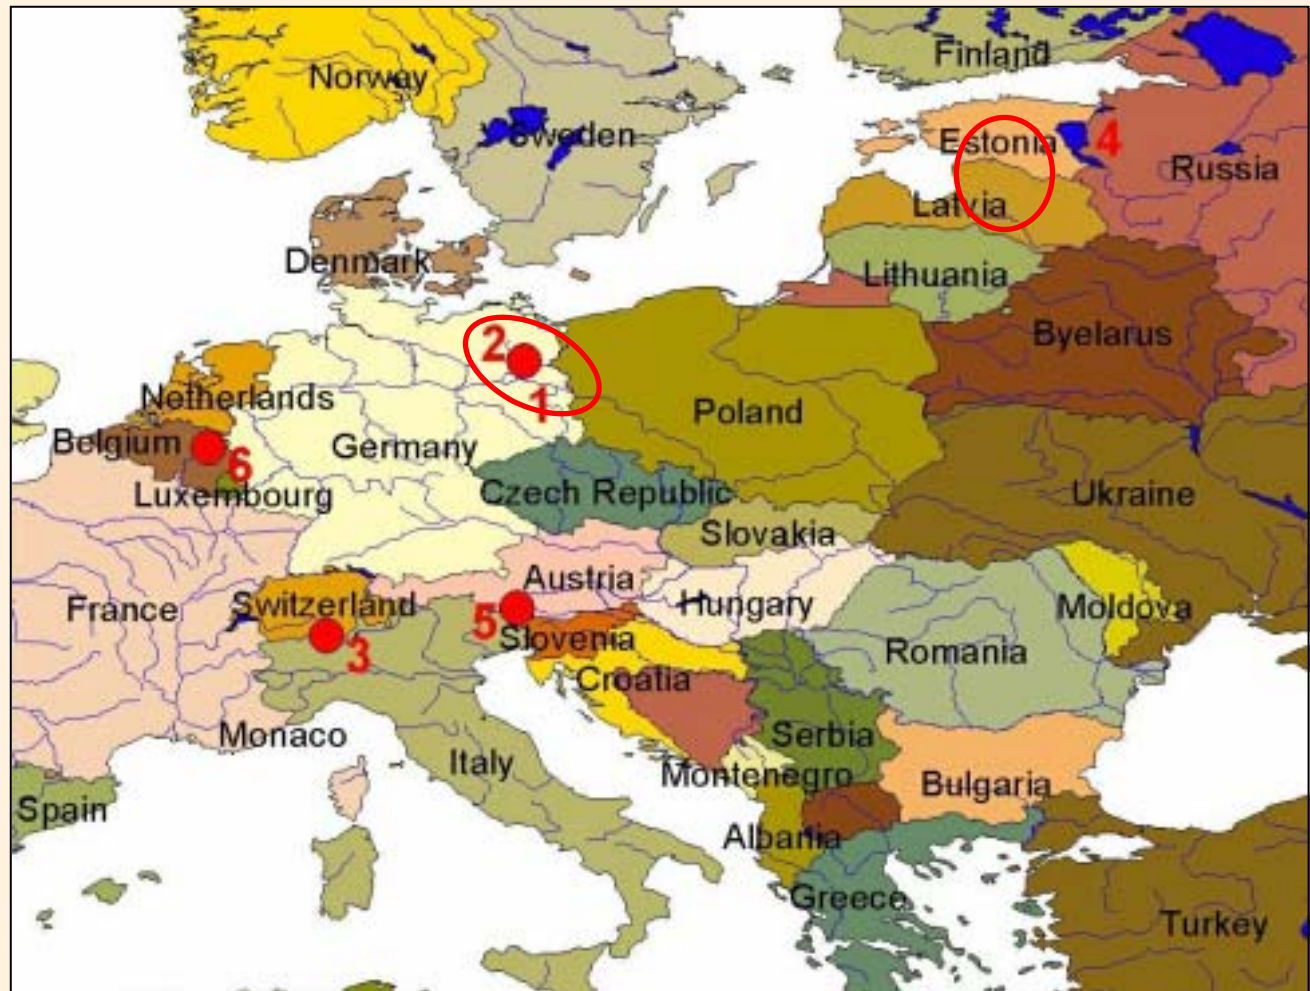 Finland
Norway
Sweden
Estonia
4
Russia
Latvia
Denmark
Lithuania
Byelarus
2
1
Netherlands
Poland
Belgium
Germany
6
Luxembourg
Czech Republic
Ukraine
Slovakia
Austria
France
Switzerland
Hungary
Moldova
5
Slovenia
3
Romania
Croatia
Monaco
Serbia
Italy
Montenegro
Bulgaria
Spain
Albania
Greece
Turkey